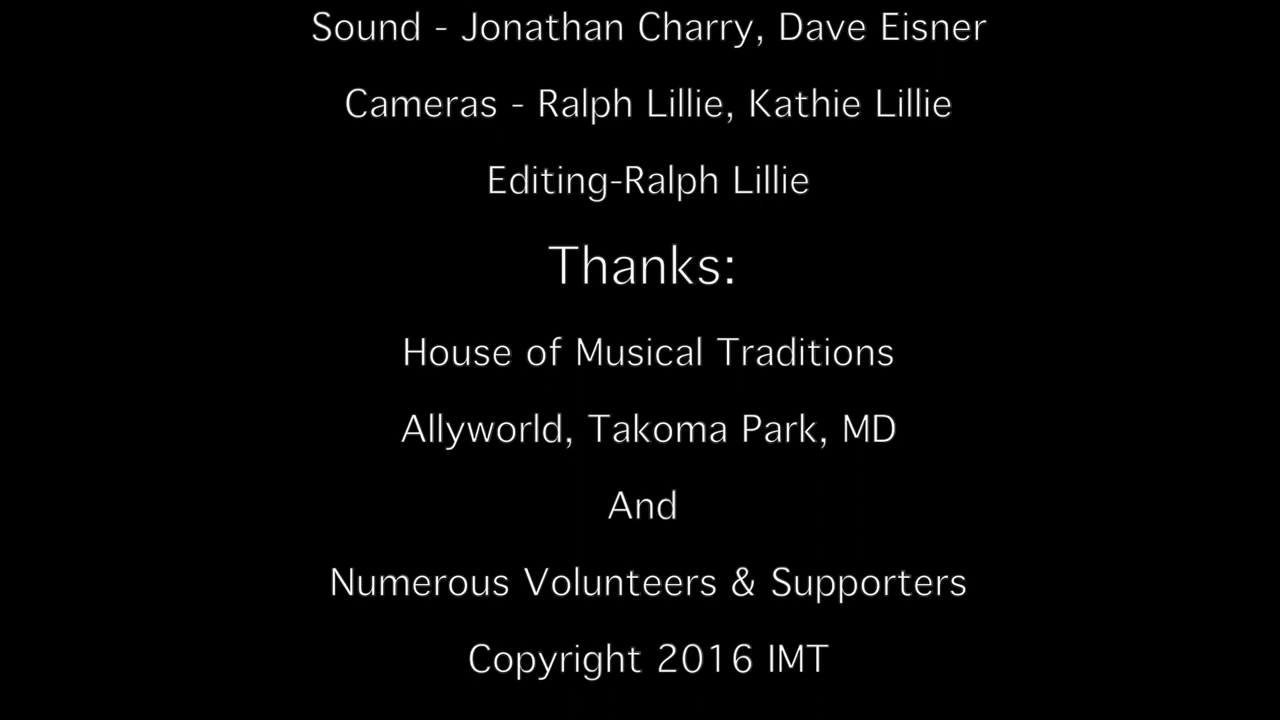 Sound - Jonathan Charry, Dave Eisner
Cameras - Ralph Lillie, Kathie Lillie
Editing-Ralph Lillie
Thanks:
House of Musical Traditions
Allyworld, Takoma Park, MD
And
Numerous Volunteers & Supporters
Copyright 2016 IMT